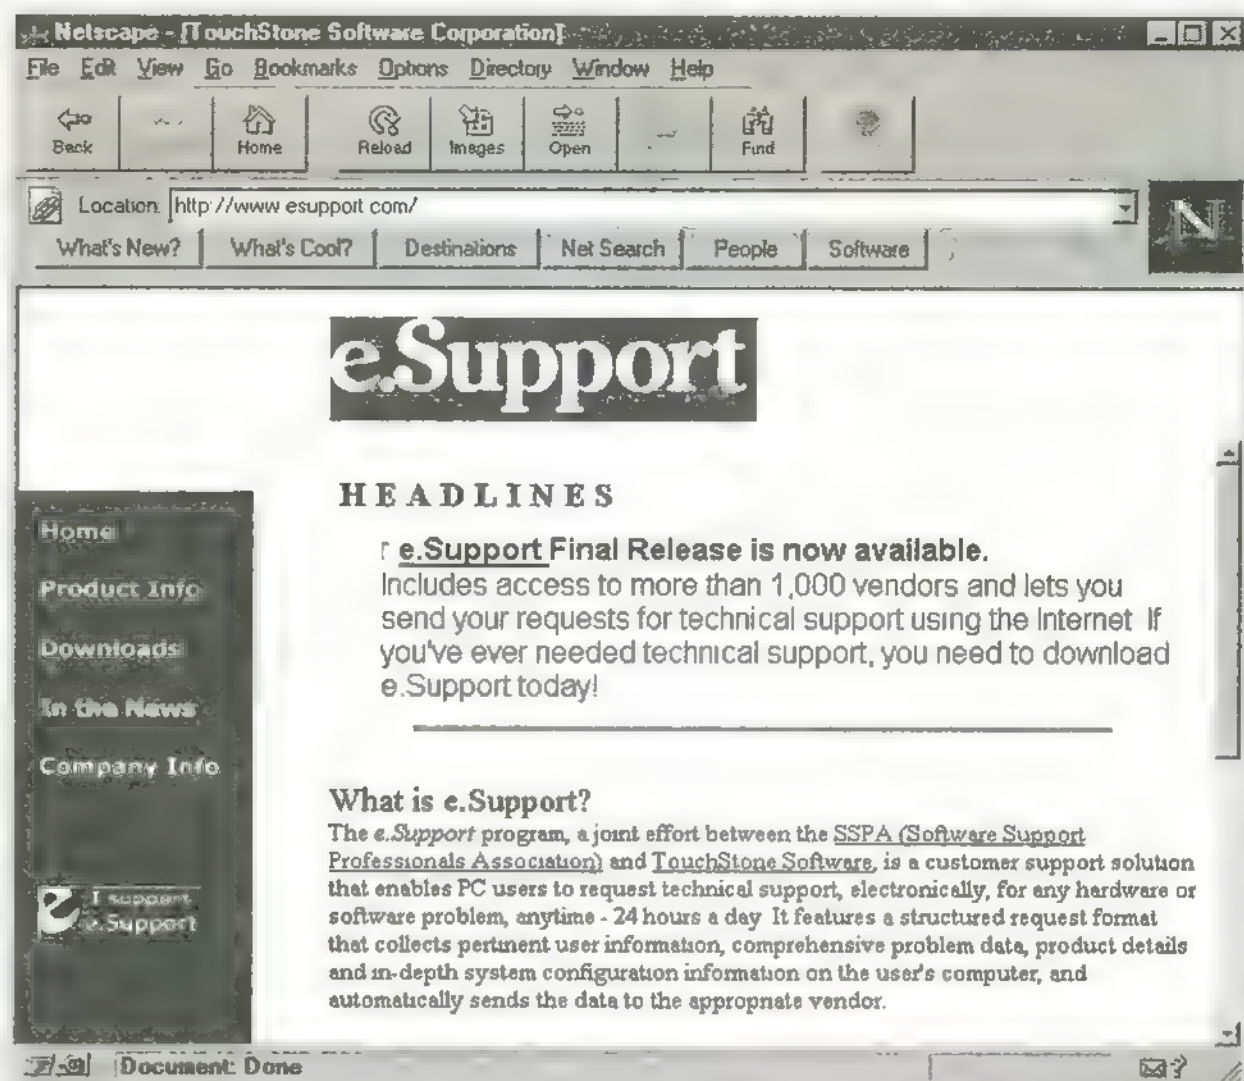 Netscape - [TouchStone Software Corporation]
File Edit View Go Bookmarks Options Directory Window Help
Back Home Reload Images Open Find
Location: http://www.esupport.com/
N
What's New? What's Cool? Destinations Net Search People Software
e.Support
HEADLINES
Home
Product Info
Downloads
In the News
Company Info
I support
e.Support
e.Support Final Release is now available.
Includes access to more than 1,000 vendors and lets you
send your requests for technical support using the Internet. If
you've ever needed technical support, you need to download
e.Support today!
What is e.Support?
The e.Support program, a joint effort between the SSPA (Software Support
Professionals Association) and TouchStone Software, is a customer support solution
that enables PC users to request technical support, electronically, for any hardware or
software problem, anytime - 24 hours a day. It features a structured request format
that collects pertinent user information, comprehensive problem data, product details
and in-depth system configuration information on the user's computer, and
automatically sends the data to the appropriate vendor.
Document: Done